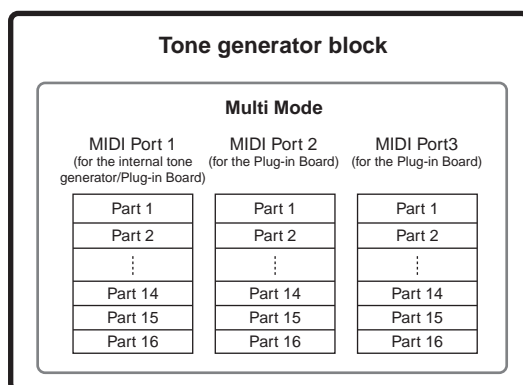 Tone generator block
Multi Mode
MIDI Port 1
(for the internal tone
generator/Plug-in Board)
Part 1
Part 2
Part 14
Part 15
Part 16
MIDI Port 2
(for the Plug-in Board)
Part 1
Part 2
Part 14
Part 15
Part 16
MIDI Port3
(for the Plug-in Board)
Part 1
Part 2
Part 14
Part 15
Part 16